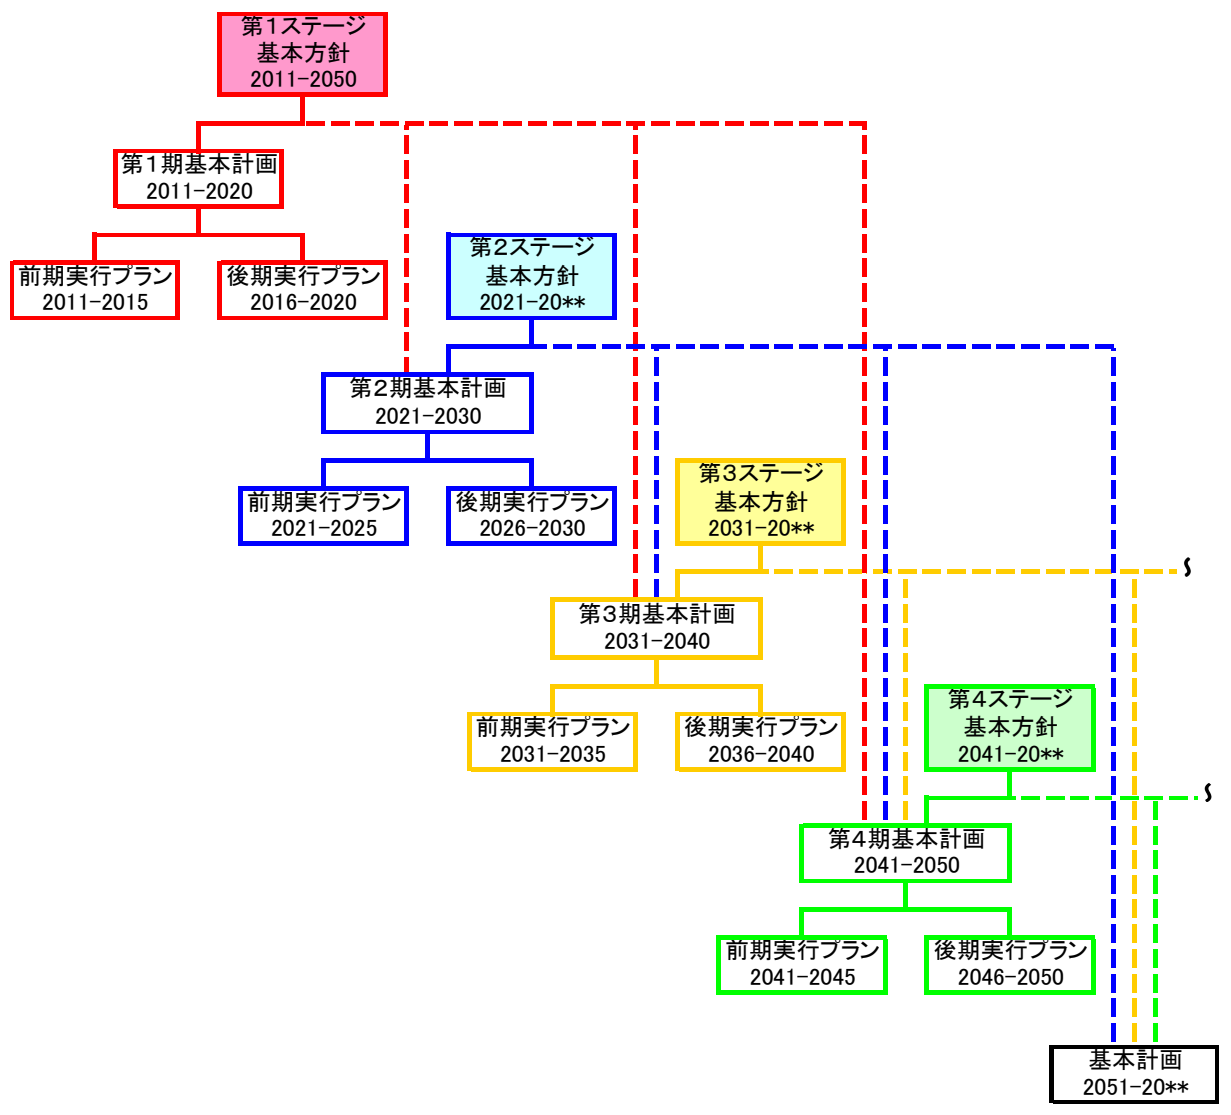 第1ステージ
基本方針
2011-2050
第1期基本計画
2011-2020
前期実行プラン
2011-2015
後期実行プラン
2016-2020
第2ステージ
基本方針
2021-20**
第2期基本計画
2021-2030
前期実行プラン
2021-2025
後期実行プラン
2026-2030
第3ステージ
基本方針
2031-20**
第3期基本計画
2031-2040
前期実行プラン
2031-2035
後期実行プラン
2036-2040
第4ステージ
基本方針
2041-20**
第4期基本計画
2041-2050
前期実行プラン
2041-2045
後期実行プラン
2046-2050
基本計画
2051-20**